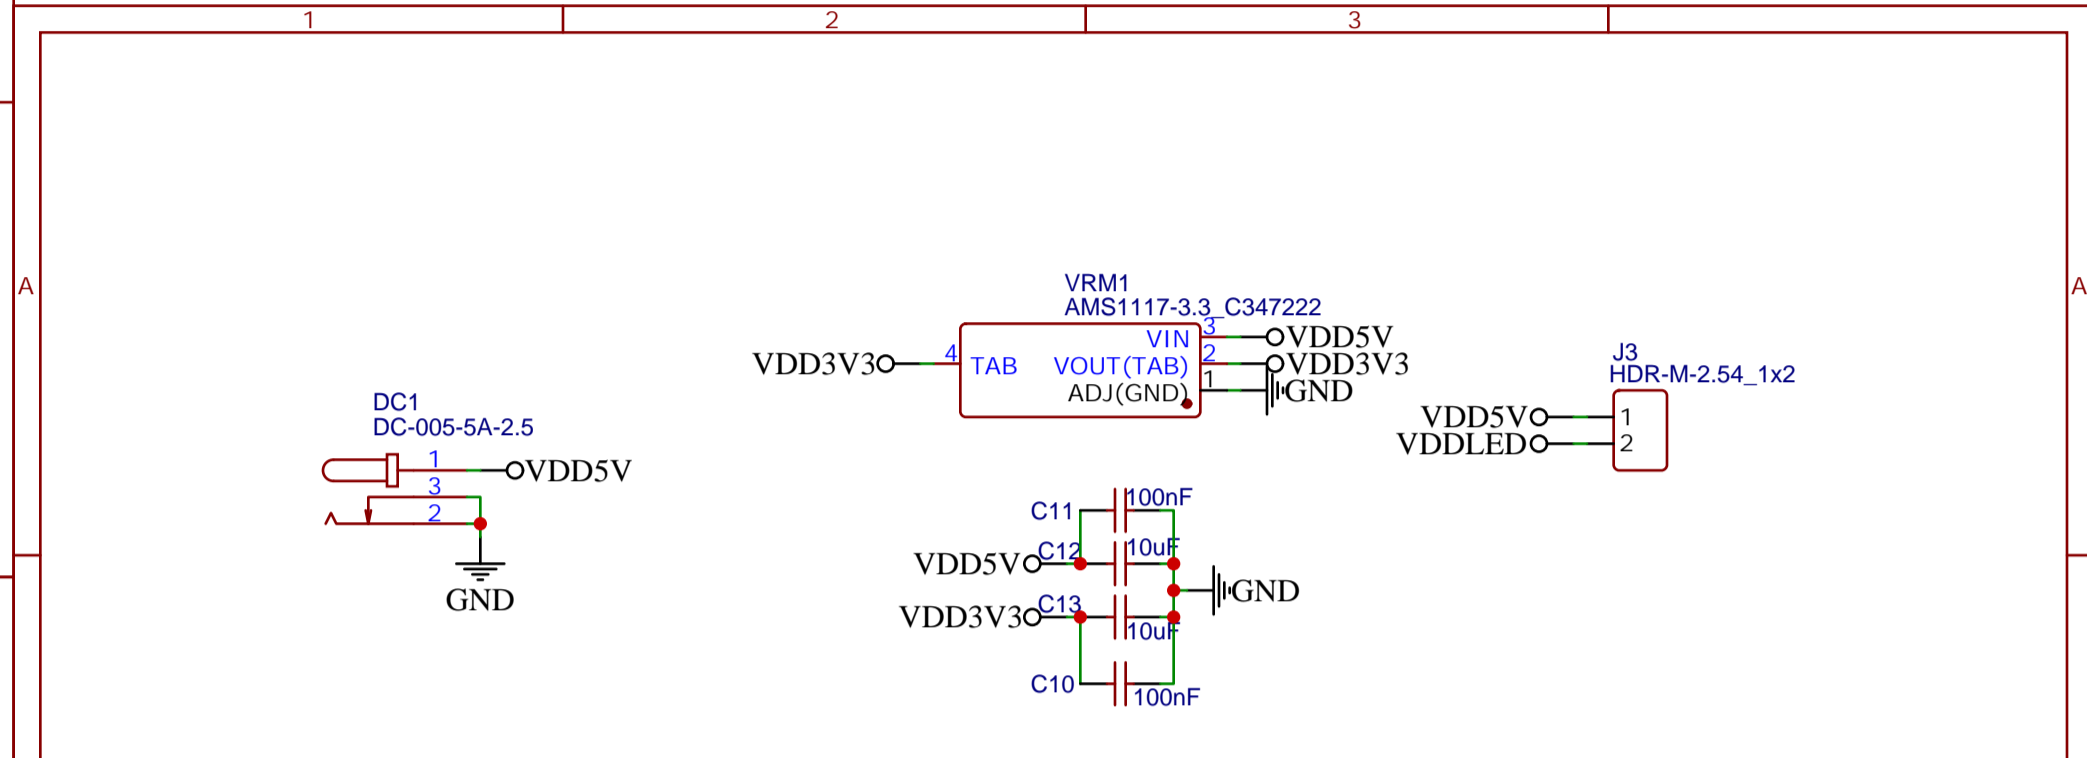 1
2
3
A
A
VRM1
AMS1117-3.3_C347222
VIN
3
VDD5V
VDD3V3
4
TAB
VOUT(TAB)
2
VDD3V3
ADJ(GND)
1
GND
J3
HDR-M-2.54_1x2
VDD5V
1
VDDLED
2
DC1
DC-005-5A-2.5
1
VDD5V
3
2
GND
C11
100nF
VDD5V
C12
10uF
GND
VDD3V3
C13
10uF
C10
100nF